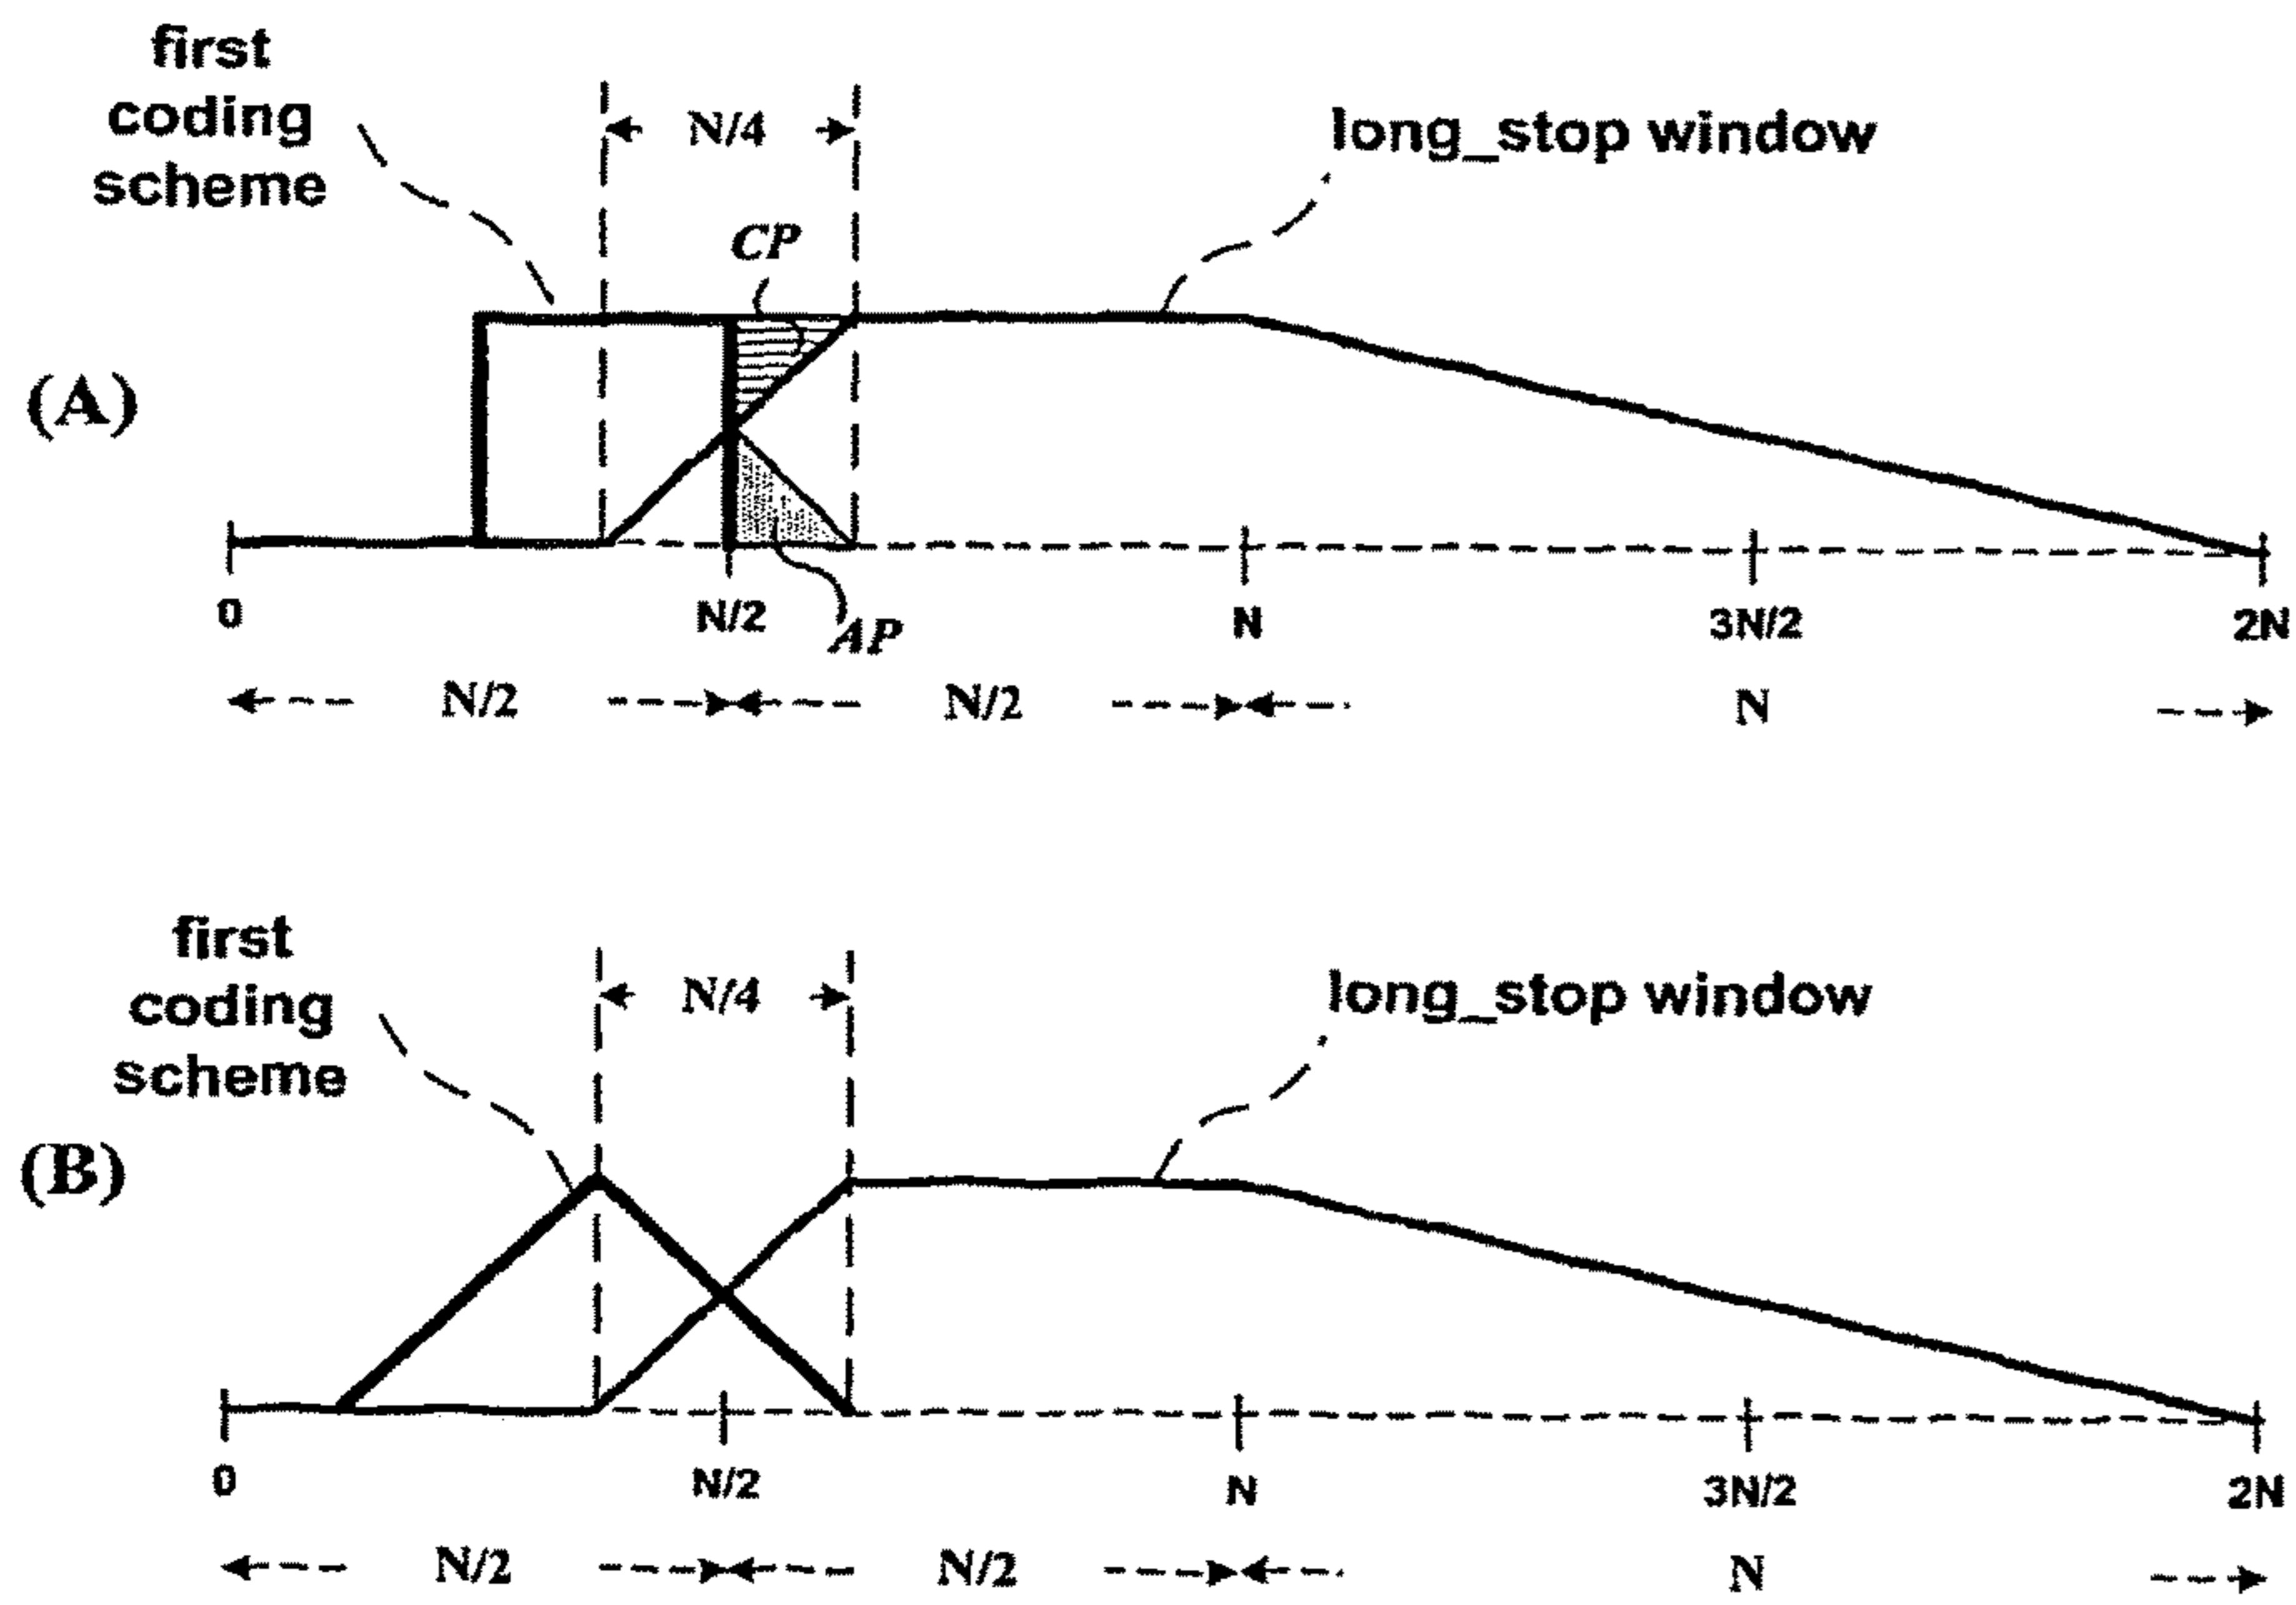 first
coding
scheme
N/4
long_stop window
CP
(A)
0
N/2
AP
N
3N/2
2N
N/2
N/2
N
first
coding
scheme
N/4
long_stop window
(B)
0
N/2
N
3N/2
2N
N/2
N/2
N